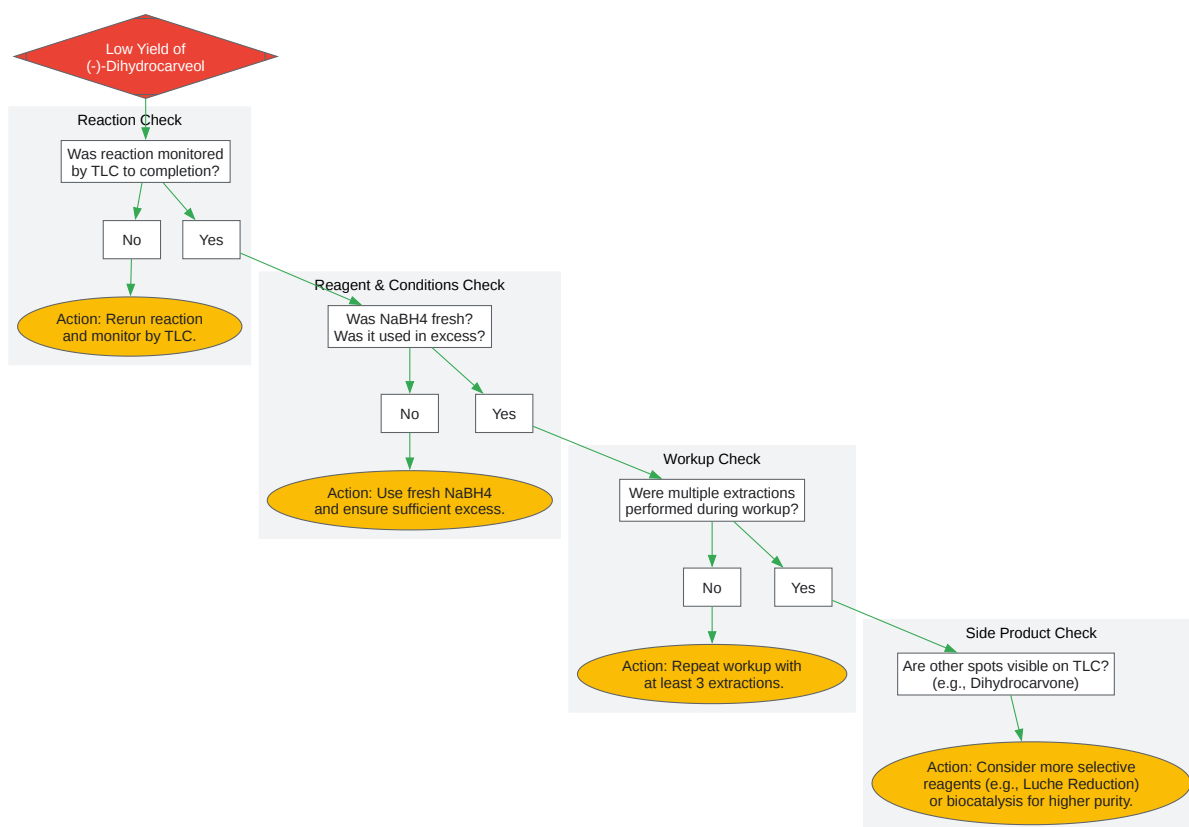 Low Yield of
(-)-Dihydrocarveol
Reaction Check
Was reaction monitored
by TLC to completion?
No
Yes
Action: Rerun reaction
and monitor by TLC.
Reagent & Conditions Check
Was NaBH4 fresh?
Was it used in excess?
No
Yes
Action: Use fresh NaBH4
and ensure sufficient excess.
Workup Check
Were multiple extractions
performed during workup?
No
Yes
Action: Repeat workup with
at least 3 extractions.
Side Product Check
Are other spots visible on TLC?
(e.g., Dihydrocarvone)
Action: Consider more selective
reagents (e.g., Luche Reduction)
or biocatalysis for higher purity.